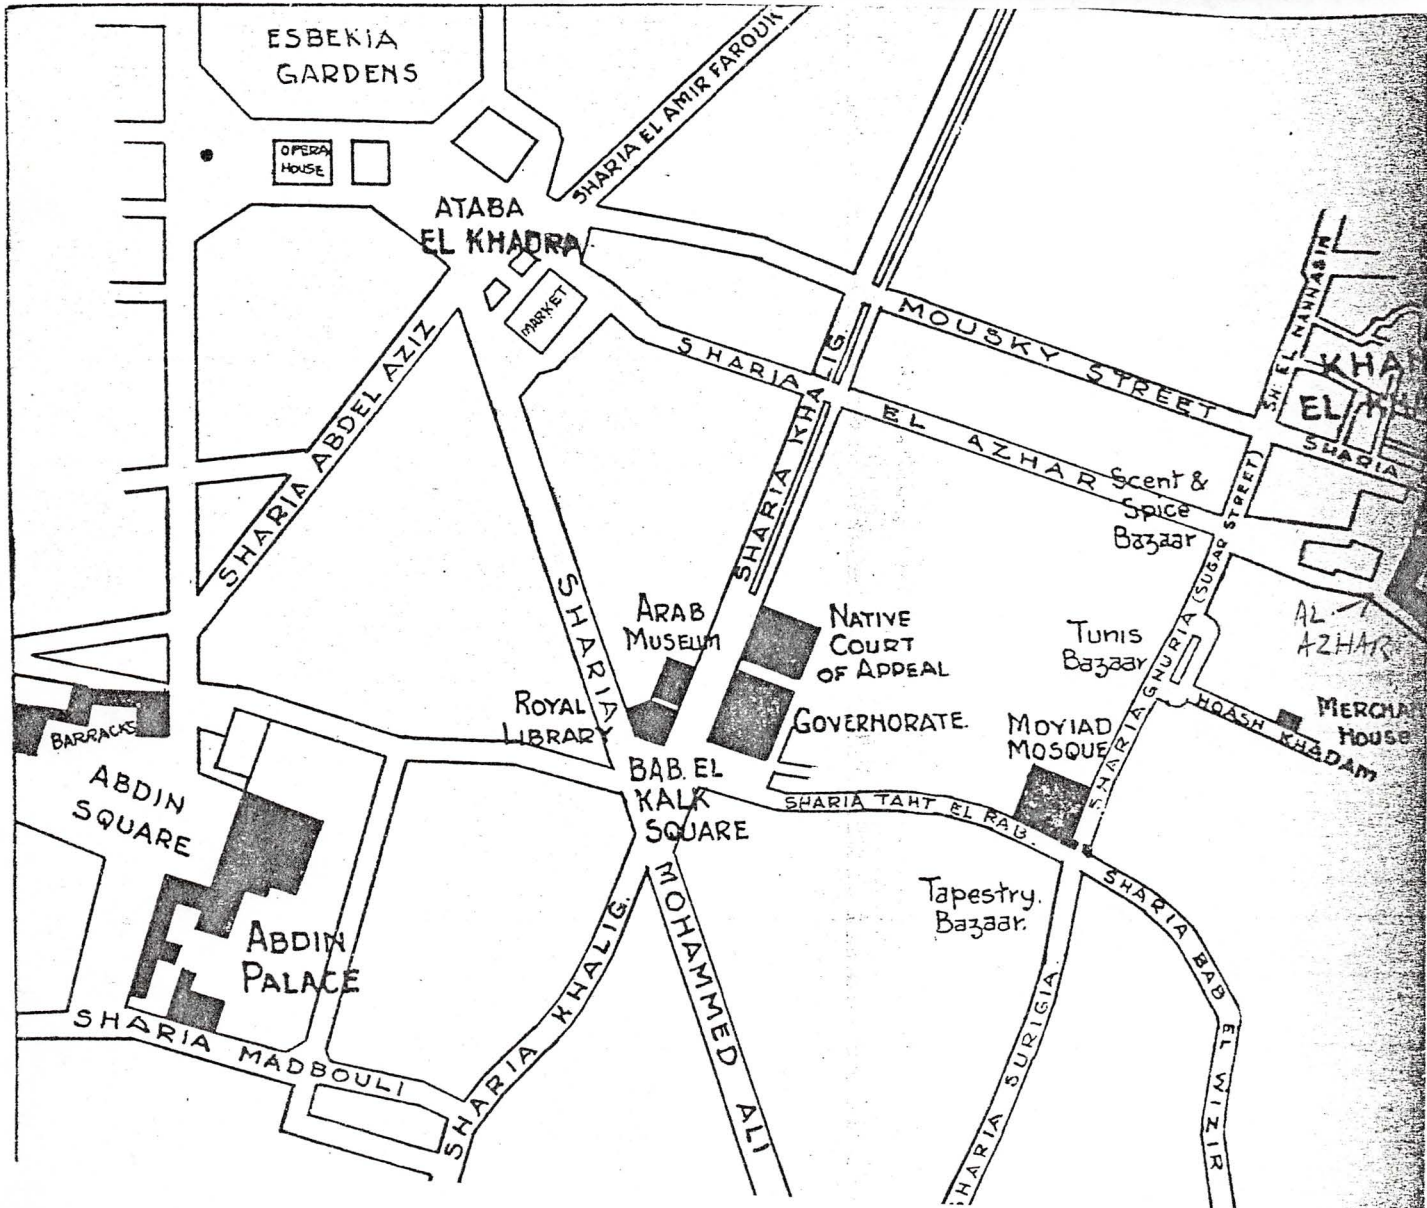 ESBEKIA
GARDENS
OPERA
HOUSE
SHARIA EL AMIR FAROUK
ATABA
EL KHADRA
MARKET
SHARIA ABDEL AZIZ
MOUSKY STREET
SHARIA EL AZHAR
SHARIA KHALIG.
SH. EL NAHHASIN
KHAN
EL KH
SHARIA
Scent &
Spice
Bazaar
SHARIA GHURIA (SUGAR STREET)
AL
AZHAR
ARAB
MUSEUM
NATIVE
COURT
OF APPEAL
Tunis
Bazaar
ROYAL
LIBRARY
GOVERNORATE.
MOYIAD
MOSQUE
HOASH KHADAM
MERCHA
HOUSE
BARRACKS
ABDIN
SQUARE
BAB. EL
KALK
SQUARE
SHARIA TAHT EL RAB.
SHARIA MOHAMMED ALI
Tapestry.
Bazaar.
SHARIA BAB EL WIZIR
ABDIN
PALACE
SHARIA KHALIG.
SHARIA SURIGIA
SHARIA MADBOULI